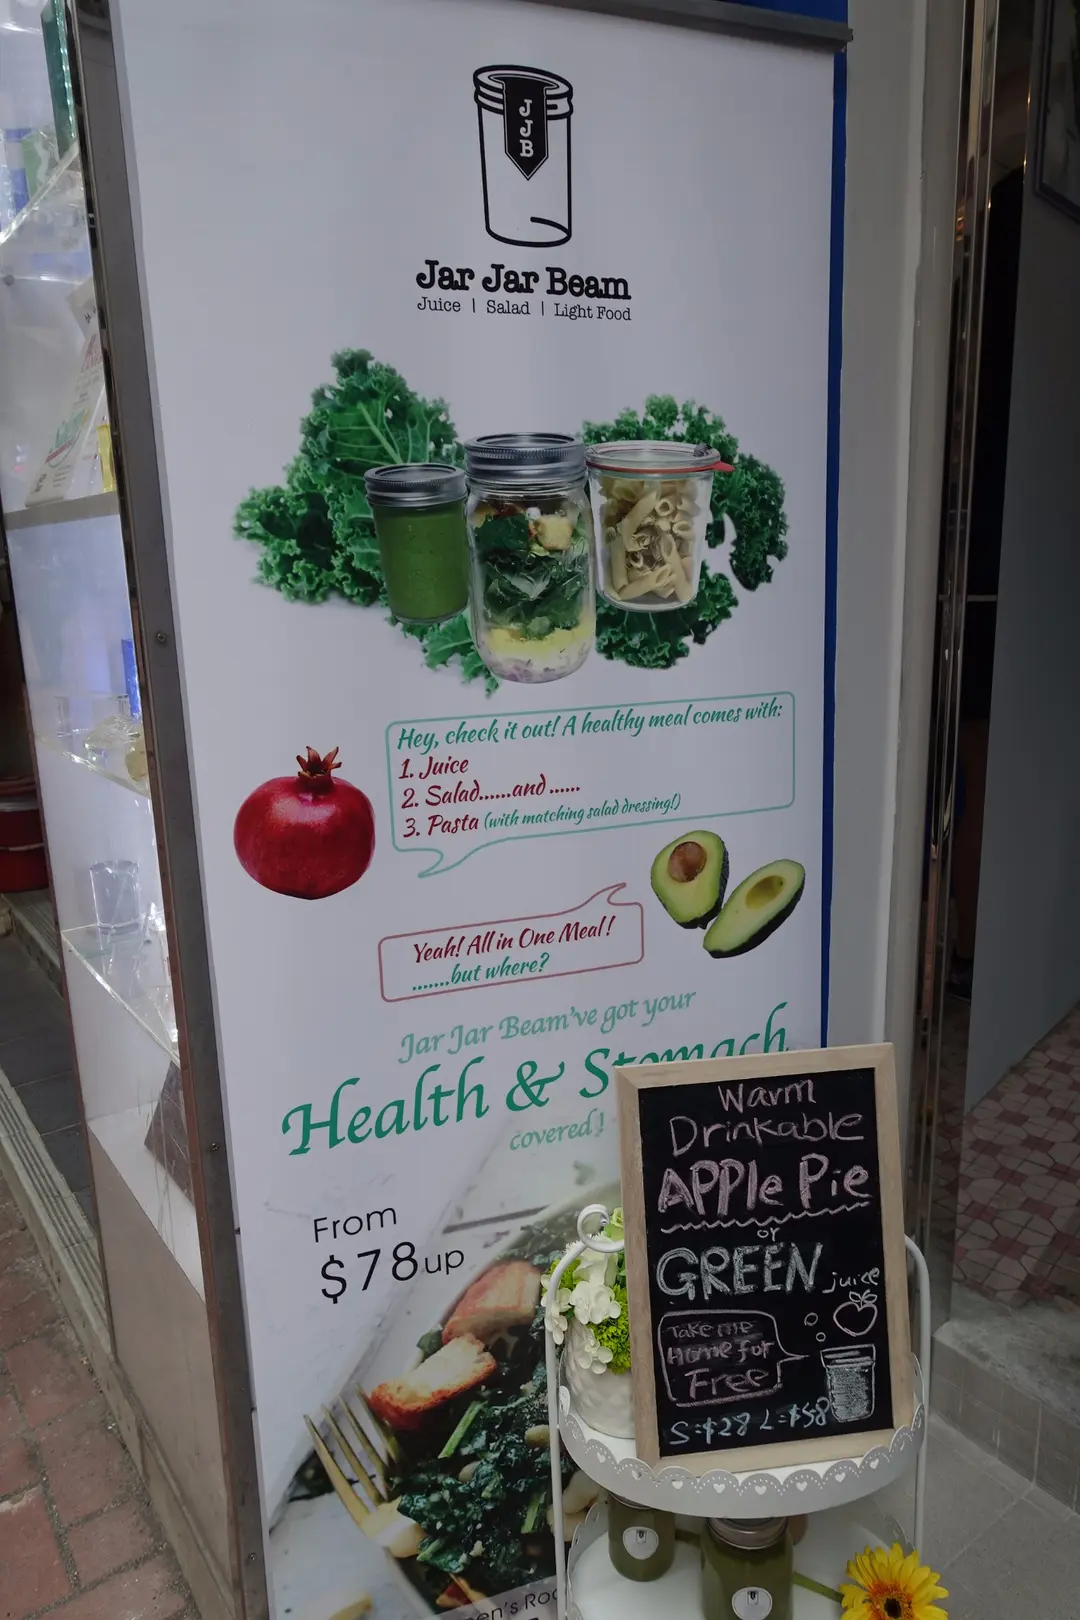 J
J
B
Jar Jar Beam
Juice | Salad | Light Food
Hey, check it out! A healthy meal comes with:
1. Juice
2. Salad......and ......
3. Pasta (with matching salad dressing!)
Yeah! All in One Meal!
.......but where?
Jar Jar Beam've got your
Health & Stomach
covered!
From
$78up
Warm
Drinkable
APPle Pie
or
GREEN juice
Take me
Home for
Free
S=$28 L=$58